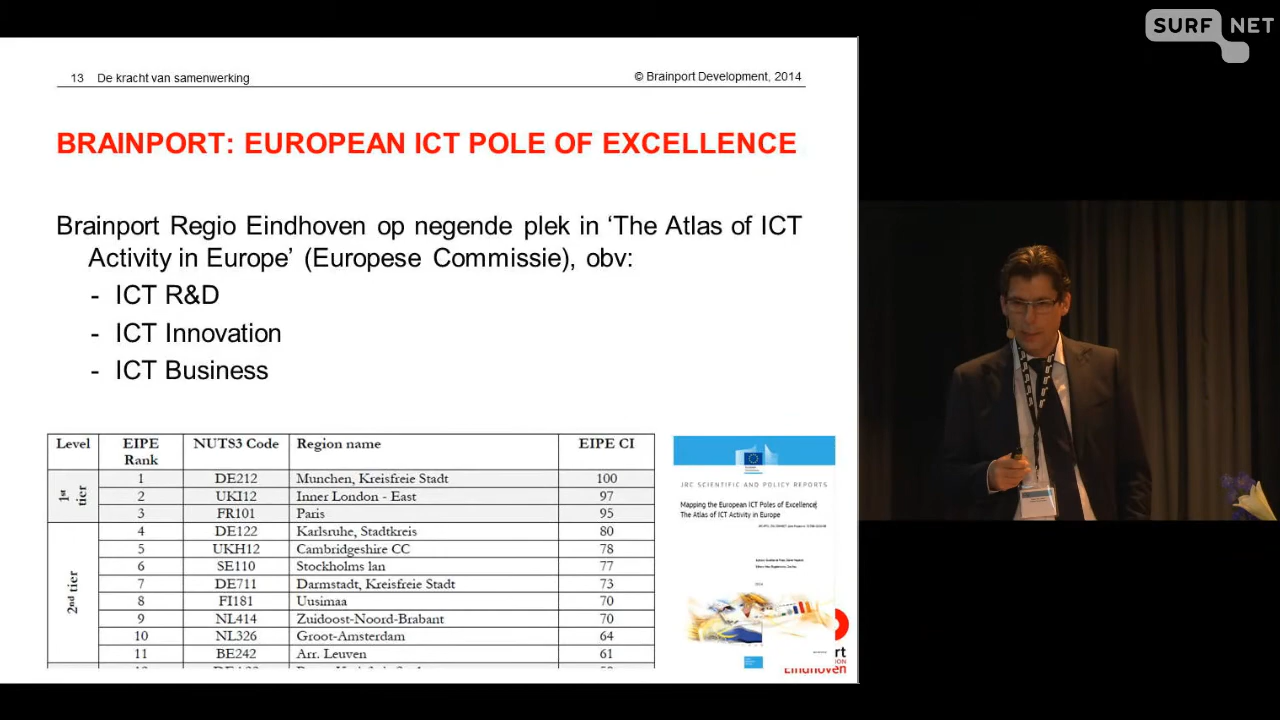 SURF NET
13 De kracht van samenwerking © Brainport Development, 2014
BRAINPORT: EUROPEAN ICT POLE OF EXCELLENCE
Brainport Regio Eindhoven op negende plek in ‘The Atlas of ICT
Activity in Europe’ (Europese Commissie), obv:
- ICT R&D
- ICT Innovation
- ICT Business
Level EIPE Rank NUTS3 Code Region name EIPE CI
1st tier
1 DE212 Munchen, Kreisfreie Stadt 100
2 UKI12 Inner London - East 97
3 FR101 Paris 95
2nd tier
4 DE122 Karlsruhe, Stadtkreis 80
5 UKH12 Cambridgeshire CC 78
6 SE110 Stockholms lan 77
7 DE711 Darmstadt, Kreisfreie Stadt 73
8 FI181 Uusimaa 70
9 NL414 Zuidoost-Noord-Brabant 70
10 NL326 Groot-Amsterdam 64
11 BE242 Arr. Leuven 61
JRC SCIENTIFIC AND POLICY REPORTS
Mapping the European ICT Poles of Excellence
The Atlas of ICT Activity in Europe
2014
rt
Eindhoven